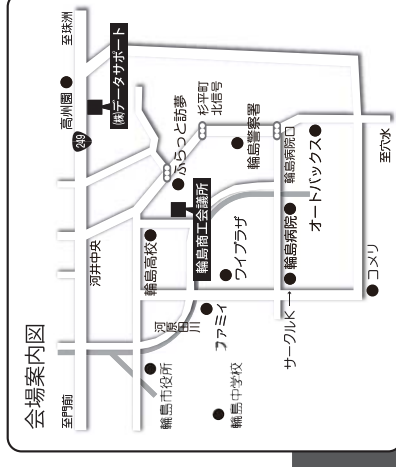 会場案内図
至門前
至珠洲
249
高州園
(株)データサポート
河井中央
ふらっと訪夢
杉平町
北信号
輪島商工会議所
輪島高校
輪島警察署
河原田川
ワイプラザ
輪島病院口
ファミィ
輪島市役所
輪島病院
オートバックス
サークルK→
輪島中学校
コメリ
至穴水